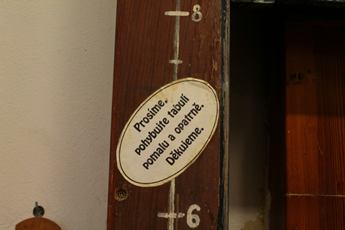 8
Prosíme,
pohybujte tabulí
pomalu a opatrně.
Děkujeme.
6